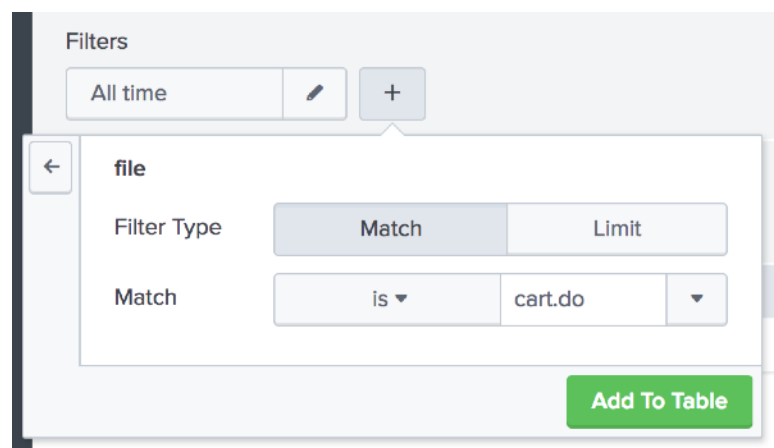 Filters
All time
+
file
Filter Type Match Limit
Match is cart.do
Add To Table